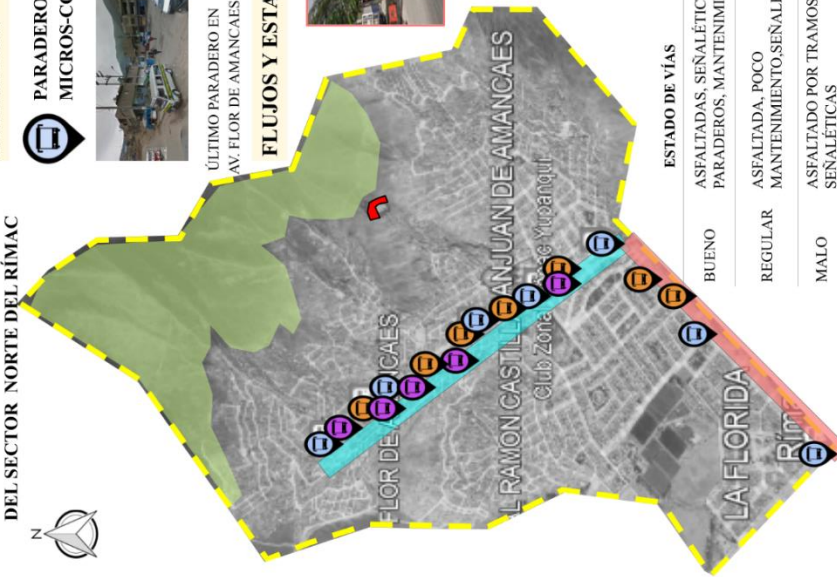 DEL SECTOR NORTE DEL RÍMAC
N
PARADERO
MICROS-CO
ÚLTIMO PARADERO EN
AV. FLOR DE AMANCAES
FLUJOS Y ESTA
FLOR DE
CAES
L RAMON CASTILL
ANJUAN DE AMANCAES
Club Zona
Yupanqui
LA FLORIDA
Rím
ESTADO DE VÍAS
BUENO
ASFALTADAS, SEÑALÉTIC
PARADEROS, MANTENIMI
REGULAR
ASFALTADA, POCO
MANTENIMIENTO,SEÑALI
MALO
ASFALTADO POR TRAMOS
SEÑALÉTICAS